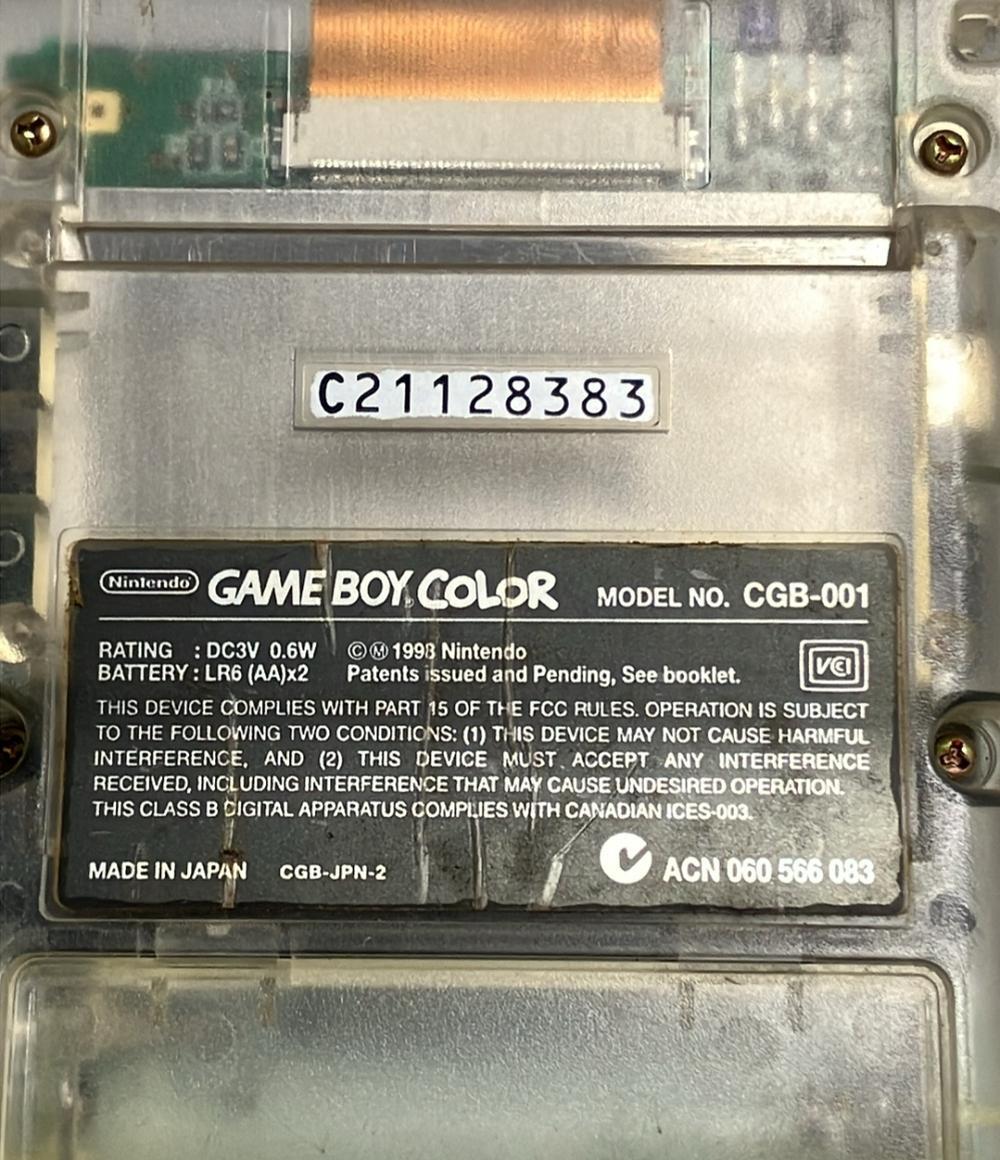 C21128383
Nintendo GAME BOY COLOR MODEL NO. CGB-001
RATING : DC3V 0.6W ©Ⓜ 1998 Nintendo
BATTERY : LR6 (AA)x2 Patents issued and Pending, See booklet.
VCI
THIS DEVICE COMPLIES WITH PART 15 OF THE FCC RULES. OPERATION IS SUBJECT
TO THE FOLLOWING TWO CONDITIONS: (1) THIS DEVICE MAY NOT CAUSE HARMFUL
INTERFERENCE, AND (2) THIS DEVICE MUST ACCEPT ANY INTERFERENCE
RECEIVED, INCLUDING INTERFERENCE THAT MAY CAUSE UNDESIRED OPERATION.
THIS CLASS B DIGITAL APPARATUS COMPLIES WITH CANADIAN ICES-003.
MADE IN JAPAN CGB-JPN-2 ACN 060 566 083